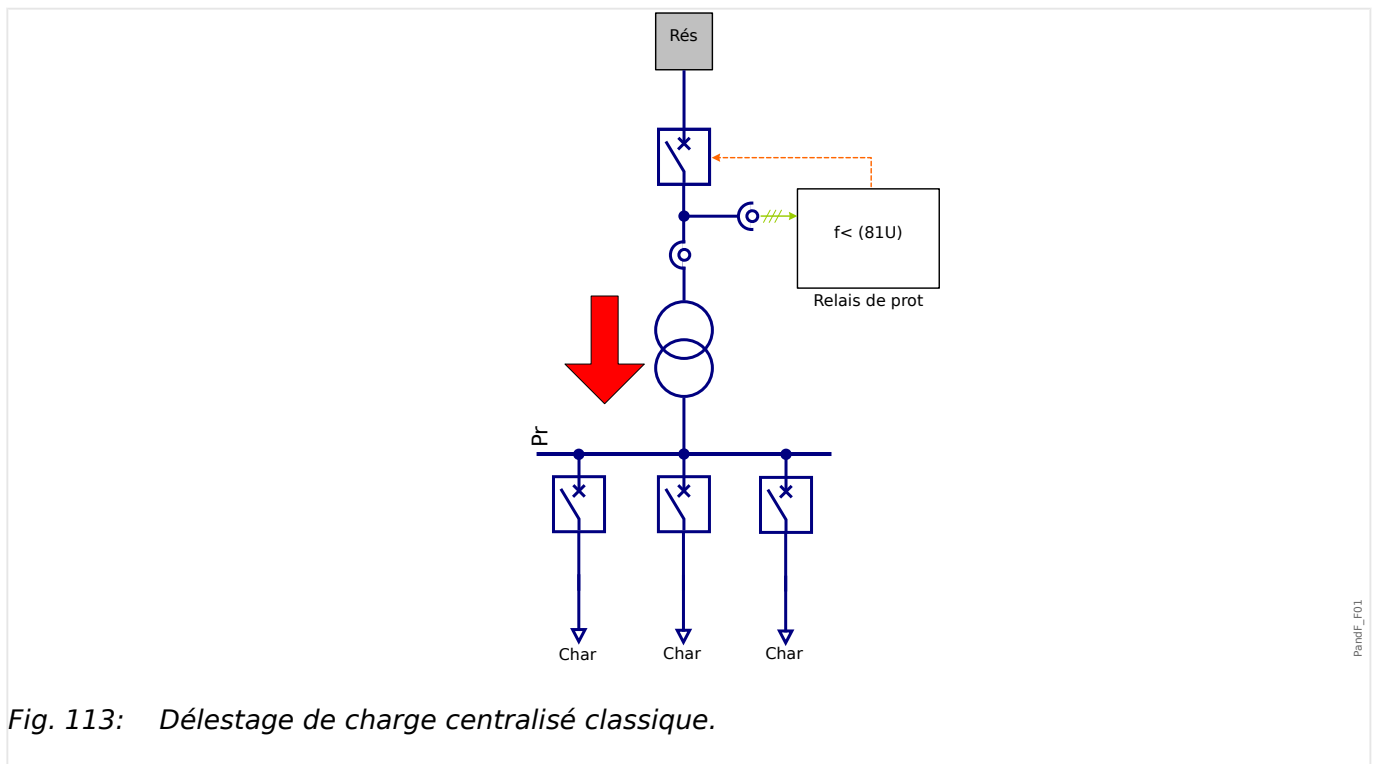 Rés
f< (81U)
Relais de prot
Pr
Char
Char
Char
PandF_F01
Fig. 113: Délestage de charge centralisé classique.